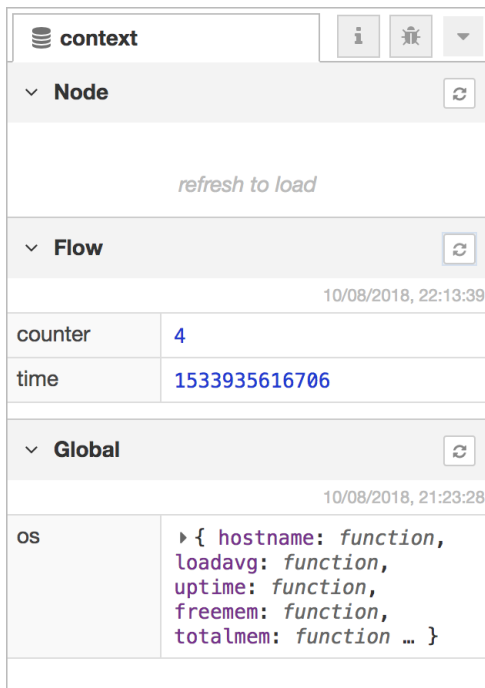 context
Node
refresh to load
Flow
10/08/2018, 22:13:39
counter 4
time 1533935616706
Global
10/08/2018, 21:23:28
os { hostname: function,
loadavg: function,
uptime: function,
freemem: function,
totalmem: function … }